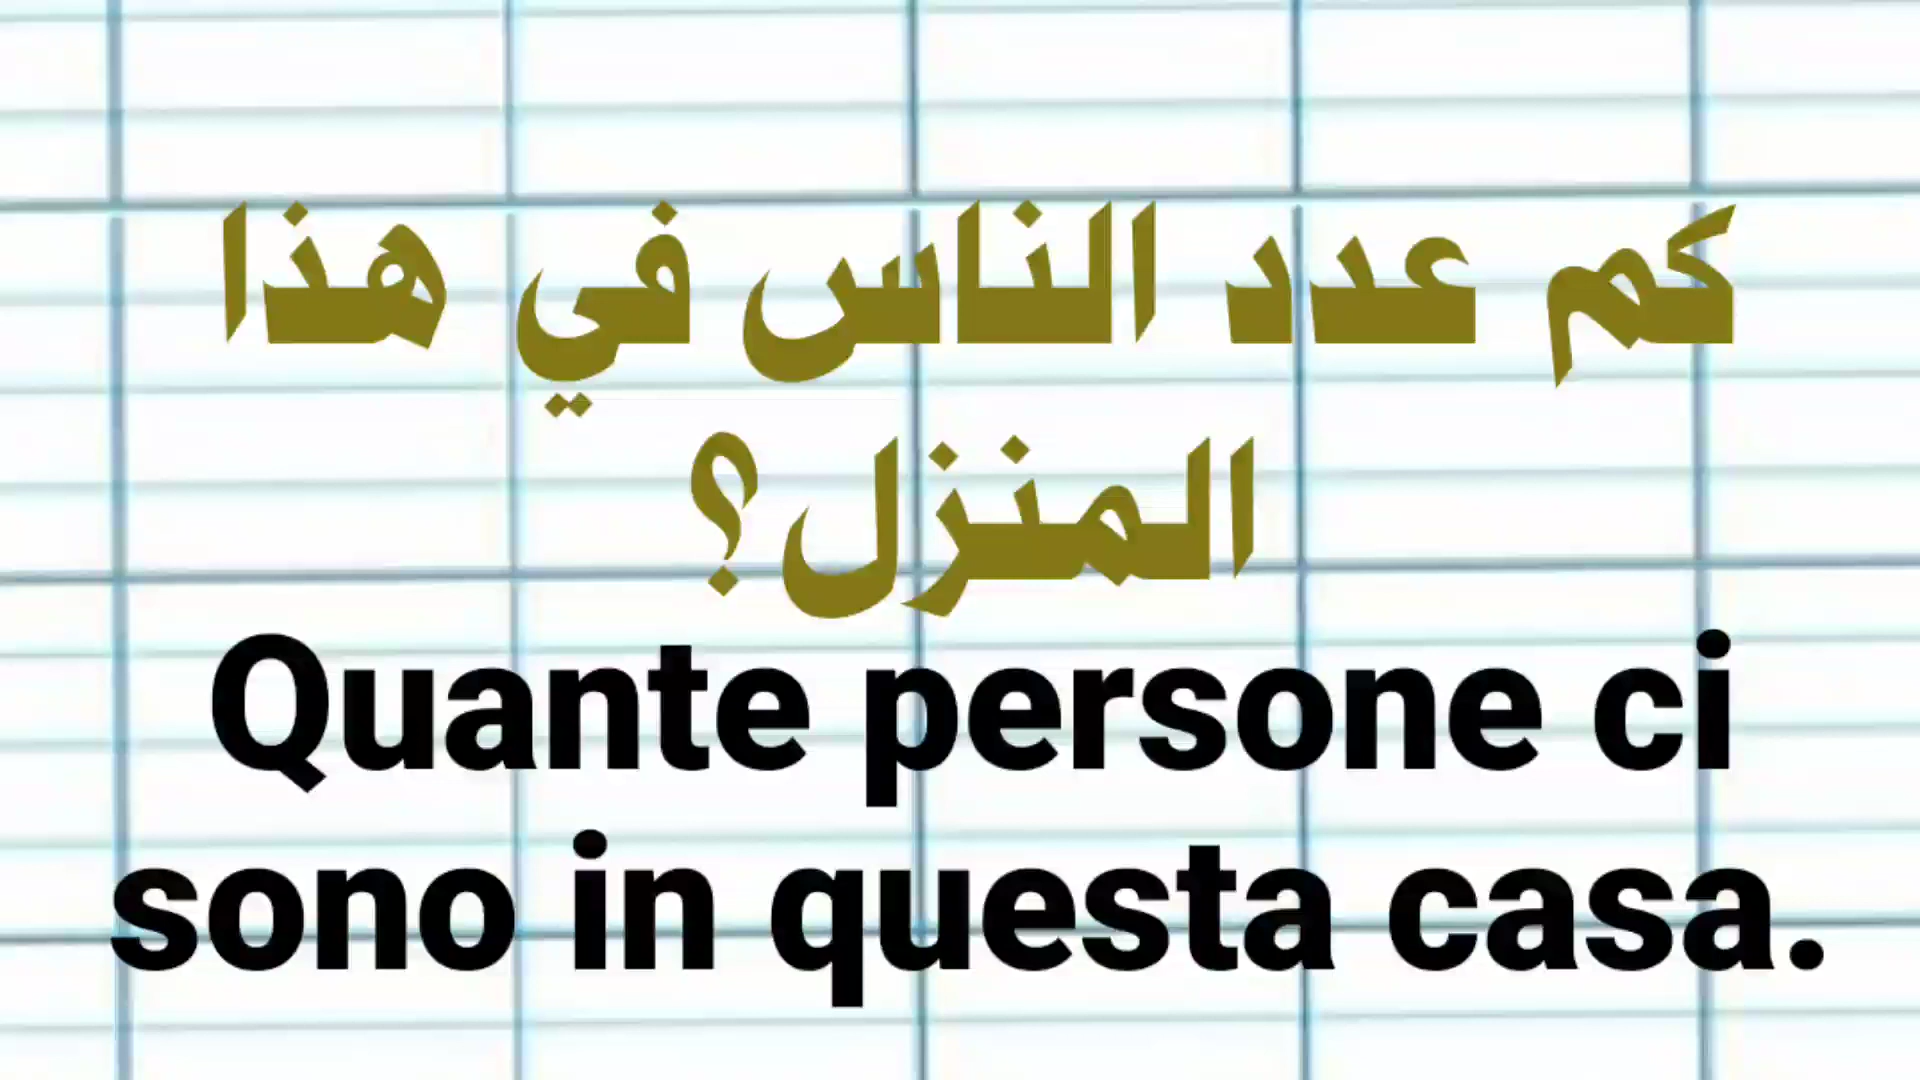 كم عدد الناس في هذا
المنزل؟
Quante persone ci
sono in questa casa.